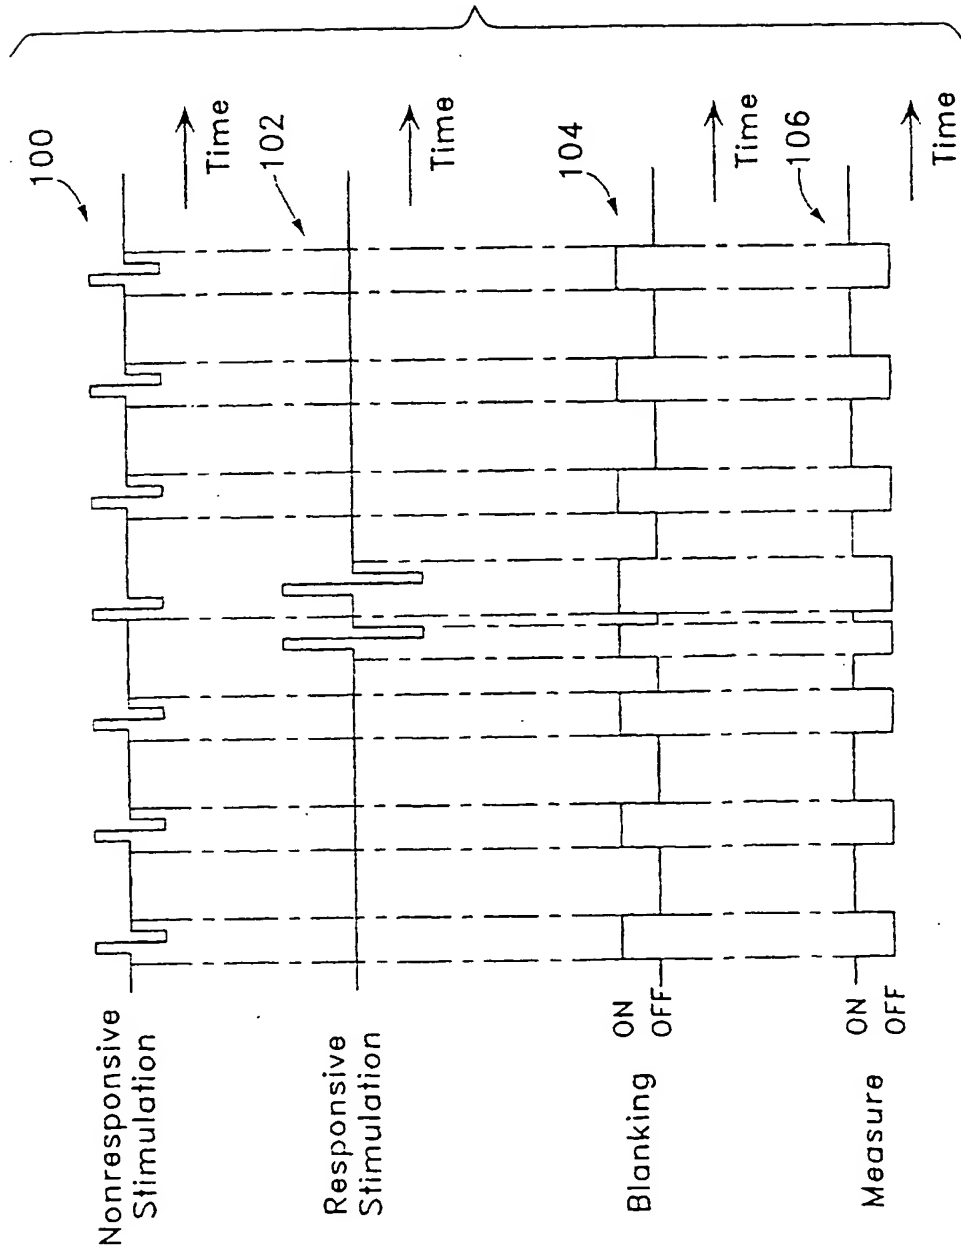 100
Nonresponsive
Stimulation
Time
102
Responsive
Stimulation
Time
104
Blanking
ON
OFF
Time
106
Measure
ON
OFF
Time